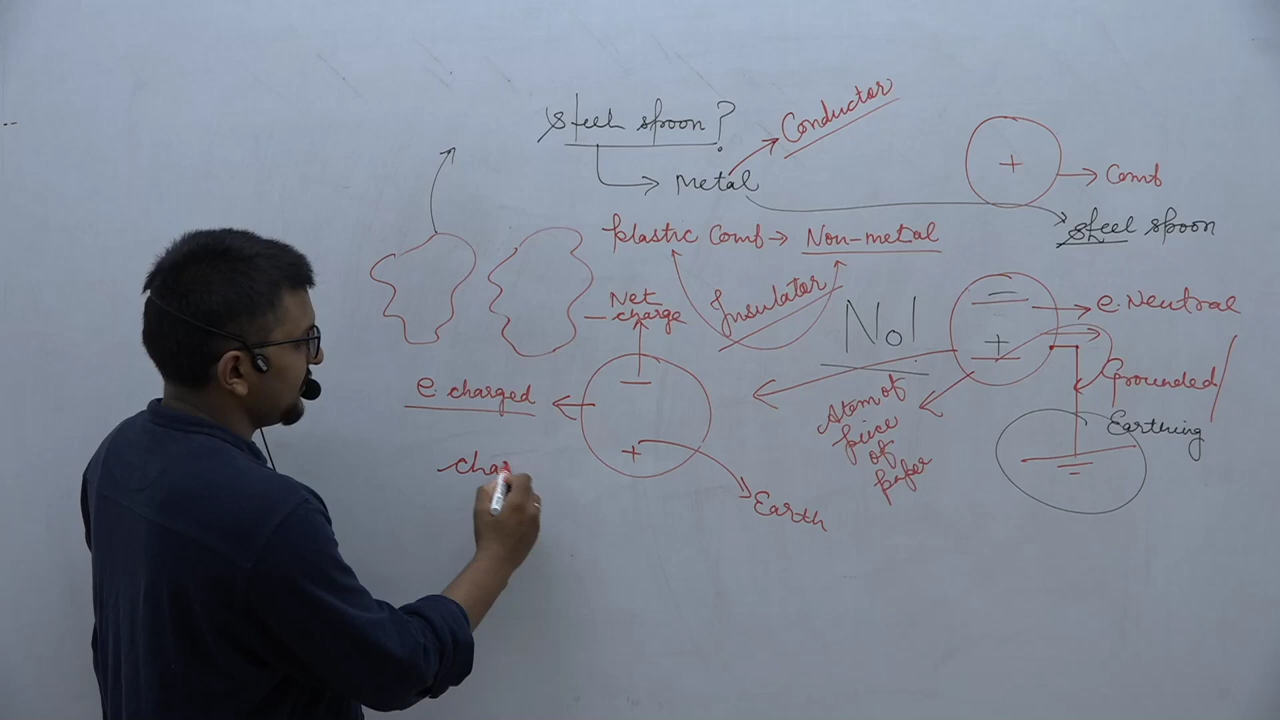 Steel spoon?
Conductor
Metal
+
Comb
steel spoon
Plastic Comb → Non-metal
Insulator
Net
charge
No!
+
e. Neutral
Grounded
Earthing
e. charged
−
+
Earth
Atom of
piece
of
paper
cha